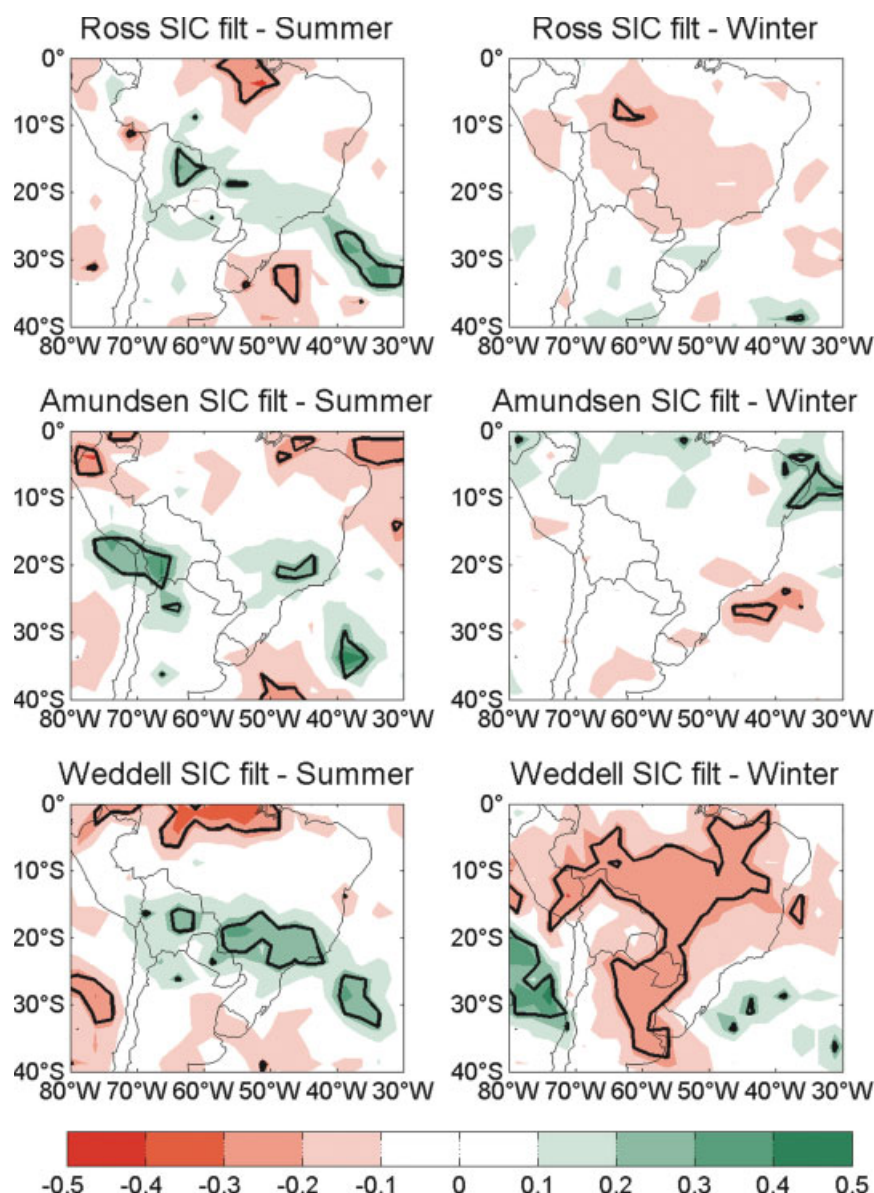 Ross SIC filt - Summer
Ross SIC filt - Winter
0°
10°S
20°S
30°S
40°S
80°W 70°W 60°W 50°W 40°W 30°W
0°
10°S
20°S
30°S
40°S
80°W 70°W 60°W 50°W 40°W 30°W
Amundsen SIC filt - Summer
Amundsen SIC filt - Winter
0°
10°S
20°S
30°S
40°S
80°W 70°W 60°W 50°W 40°W 30°W
0°
10°S
20°S
30°S
40°S
80°W 70°W 60°W 50°W 40°W 30°W
Weddell SIC filt - Summer
Weddell SIC filt - Winter
0°
10°S
20°S
30°S
40°S
80°W 70°W 60°W 50°W 40°W 30°W
0°
10°S
20°S
30°S
40°S
80°W 70°W 60°W 50°W 40°W 30°W
-0.5 -0.4 -0.3 -0.2 -0.1 0 0.1 0.2 0.3 0.4 0.5